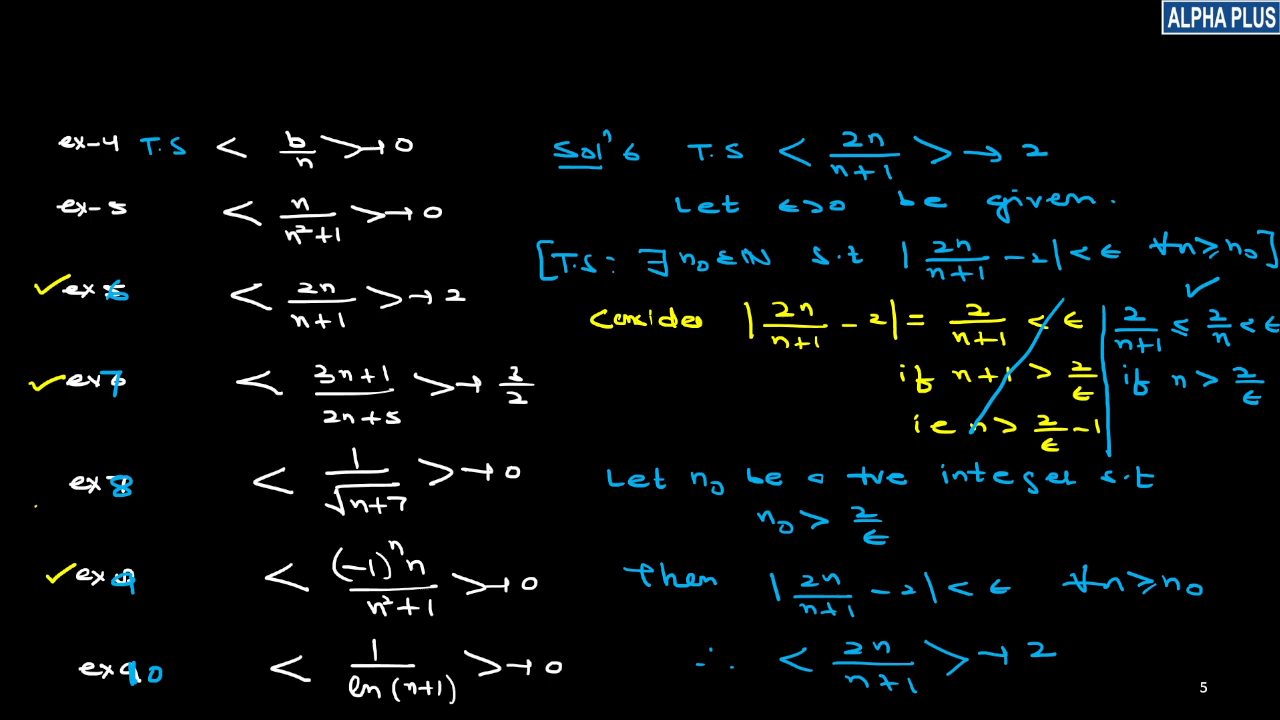 ALPHA PLUS
ex-4 T.S < b/n > → 0
ex-5 < n/n²+1 > → 0
✓ ex 6 < 2n/n+1 > → 2
✓ ex 7 < 3n+1/2n+5 > → 3/2
ex 8 < 1/√n+7 > → 0
✓ ex 9 < (-1)ⁿn/n²+1 > → 0
ex 10 < 1/ln(n+1) > → 0
Solⁿ 6 T.S < 2n/n+1 > → 2
Let ϵ>0 be given.
[T.S: ∃ n₀∈ℕ s.t |2n/n+1 - 2| < ϵ ∀n≥n₀]
Consider |2n/n+1 - 2| = 2/n+1 < ϵ
if n+1 > 2/ϵ
i e n > 2/ϵ - 1
✓
2/n+1 ≤ 2/n < ϵ
if n > 2/ϵ
Let n₀ be a +ve integer s.t
n₀ > 2/ϵ
Then |2n/n+1 - 2| < ϵ ∀n≥n₀
∴ < 2n/n+1 > → 2
5